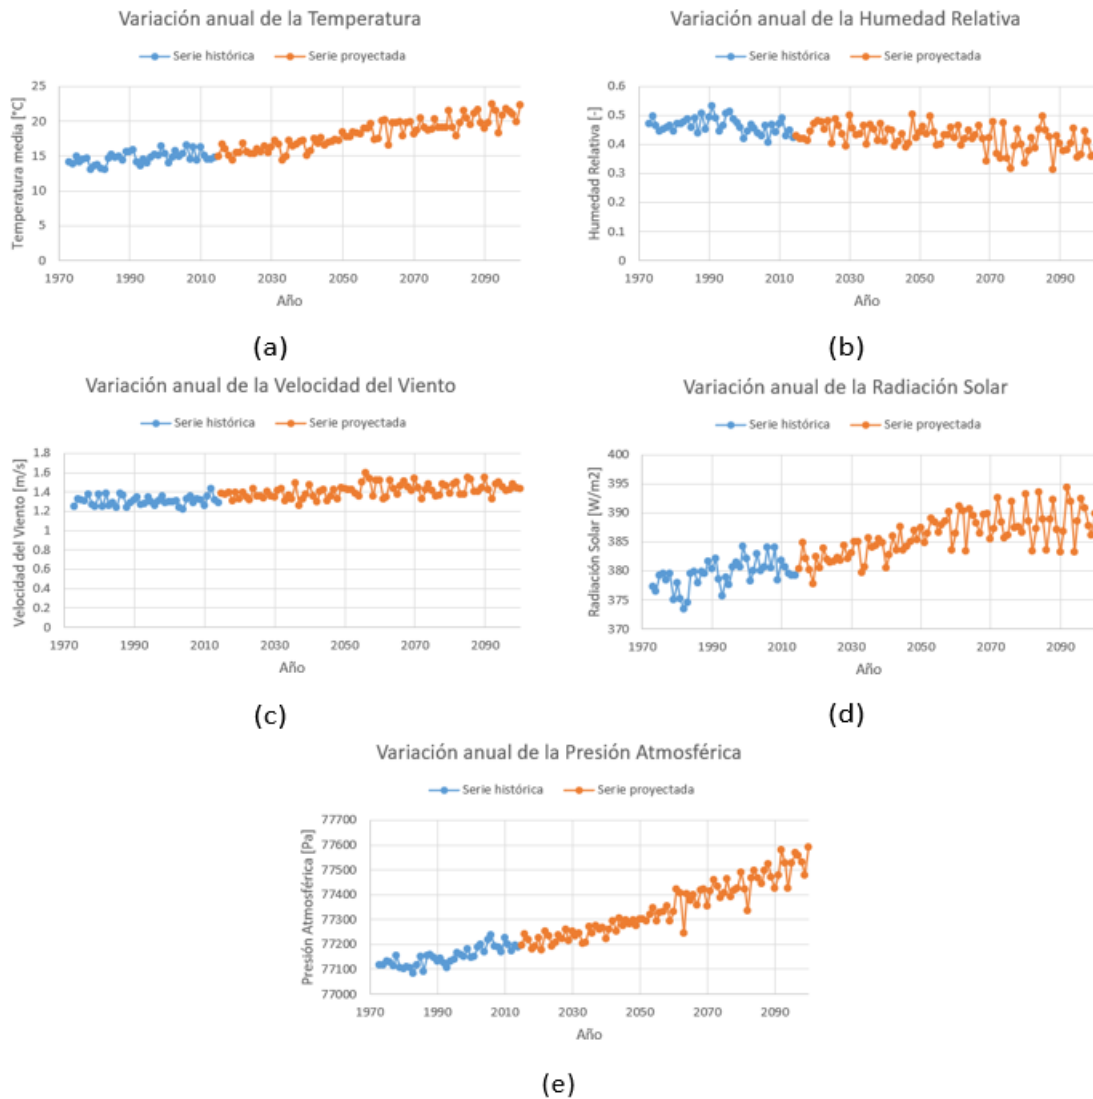 Variación anual de la Temperatura
Serie histórica Serie proyectada
Temperatura media [°C]
25
20
15
10
5
0
1970 1990 2010 2030 2050 2070 2090
Año
(a)
Variación anual de la Humedad Relativa
Serie histórica Serie proyectada
Humedad Relativa [-]
0.6
0.5
0.4
0.3
0.2
0.1
0
1970 1990 2010 2030 2050 2070 2090
Año
(b)
Variación anual de la Velocidad del Viento
Serie histórica Serie proyectada
Velocidad del Viento [m/s]
1.8
1.6
1.4
1.2
1
0.8
0.6
0.4
0.2
0
1970 1990 2010 2030 2050 2070 2090
Año
(c)
Variación anual de la Radiación Solar
Serie histórica Serie proyectada
Radiación Solar [W/m2]
400
395
390
385
380
375
370
1970 1990 2010 2030 2050 2070 2090
Año
(d)
Variación anual de la Presión Atmosférica
Serie histórica Serie proyectada
Presión Atmosférica [Pa]
77700
77600
77500
77400
77300
77200
77100
77000
1970 1990 2010 2030 2050 2070 2090
Año
(e)